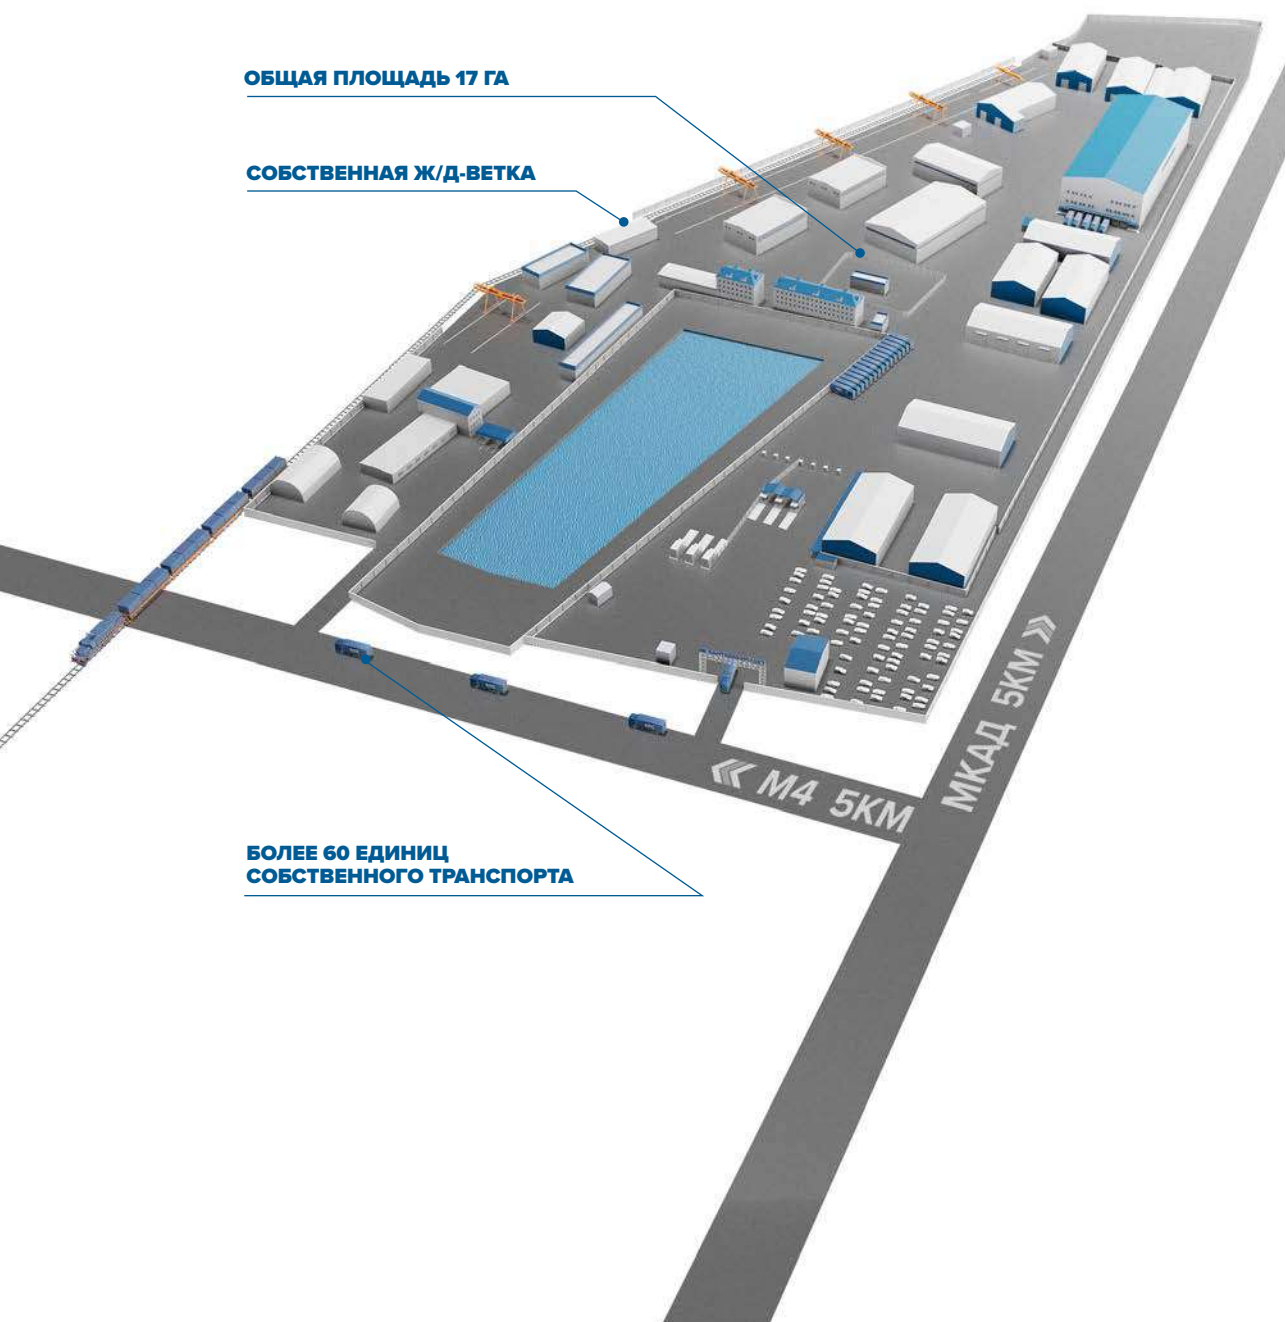 ОБЩАЯ ПЛОЩАДЬ 17 ГА
СОБСТВЕННАЯ Ж/Д-ВЕТКА
МКАД 5КМ
М4 5КМ
БОЛЕЕ 60 ЕДИНИЦ
СОБСТВЕННОГО ТРАНСПОРТА